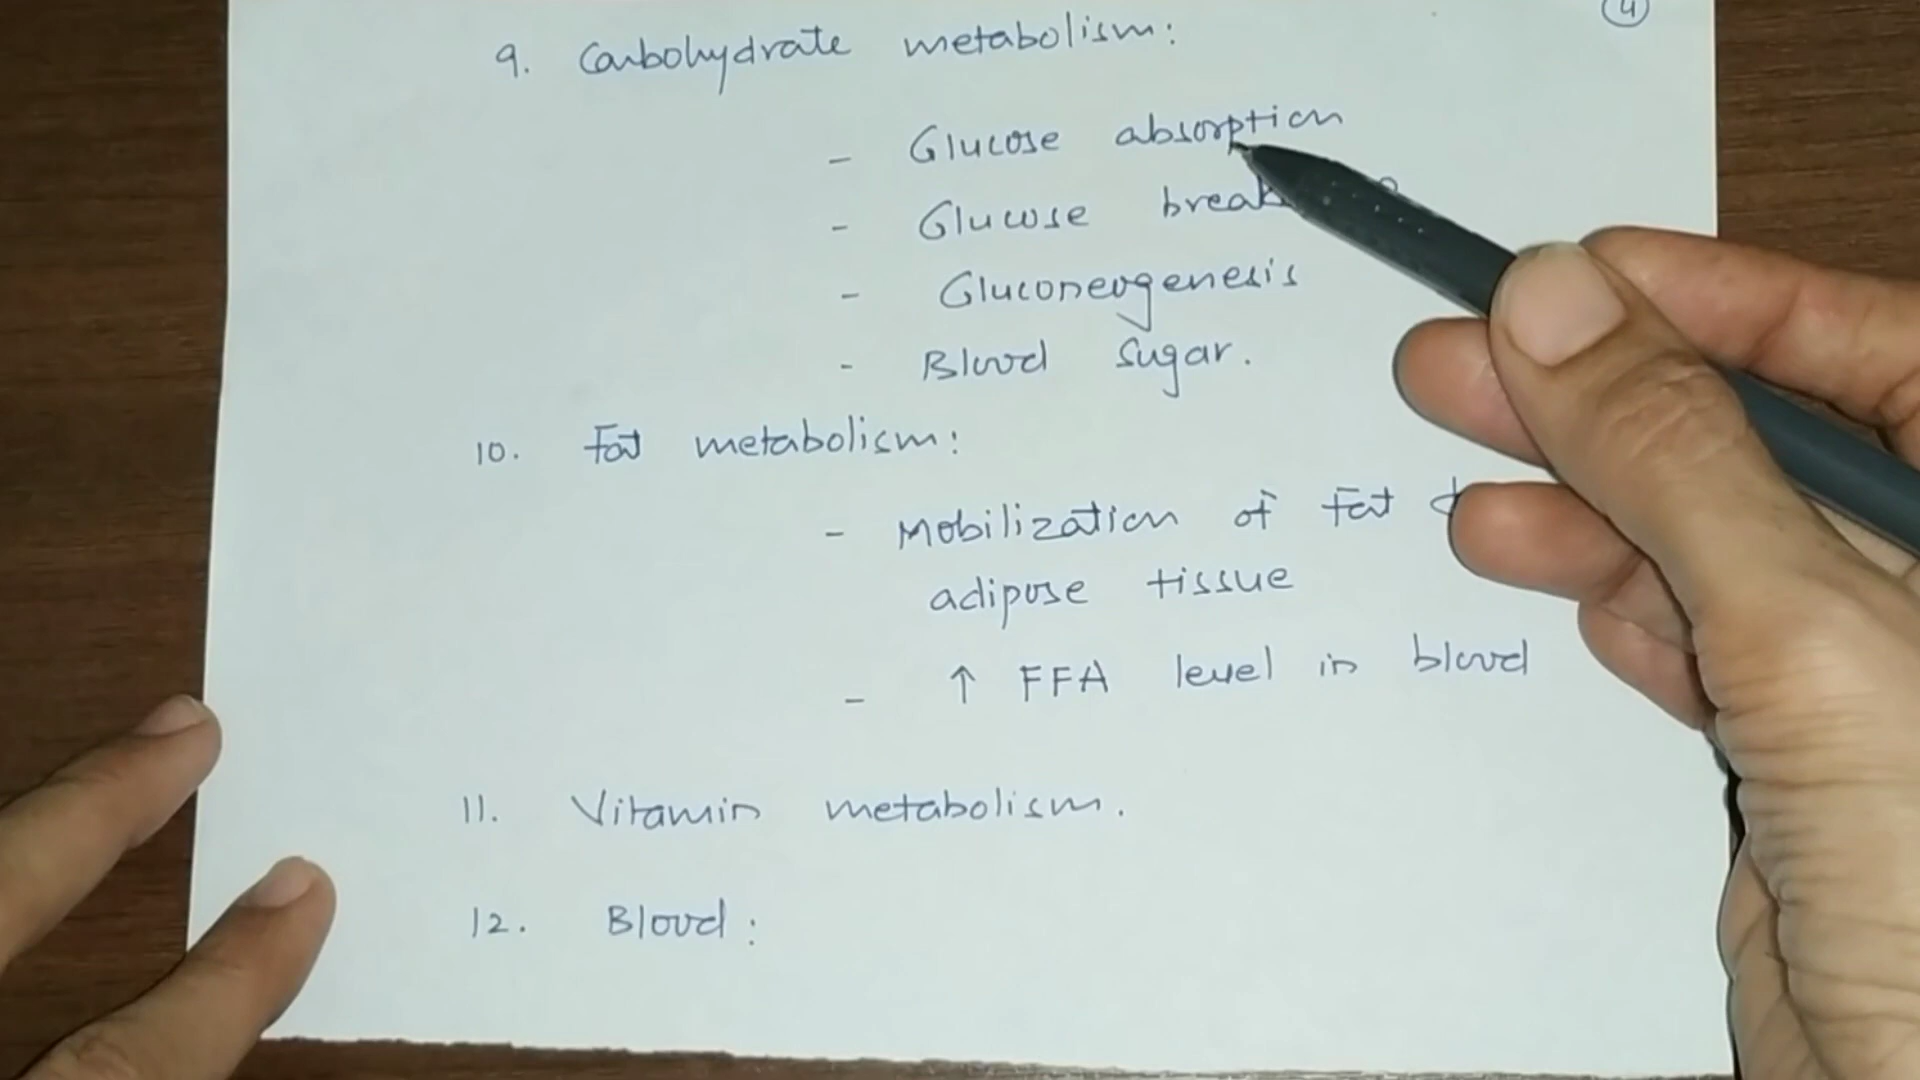 4
9. Carbohydrate metabolism:
- Glucose absorption
- Glucose
- Gluconeogenesis
- Blood sugar.
10. Fat metabolism:
- Mobilization of Fat
adipose tissue
- ↑ FFA level in blood
11. Vitamin metabolism.
12. Blood: